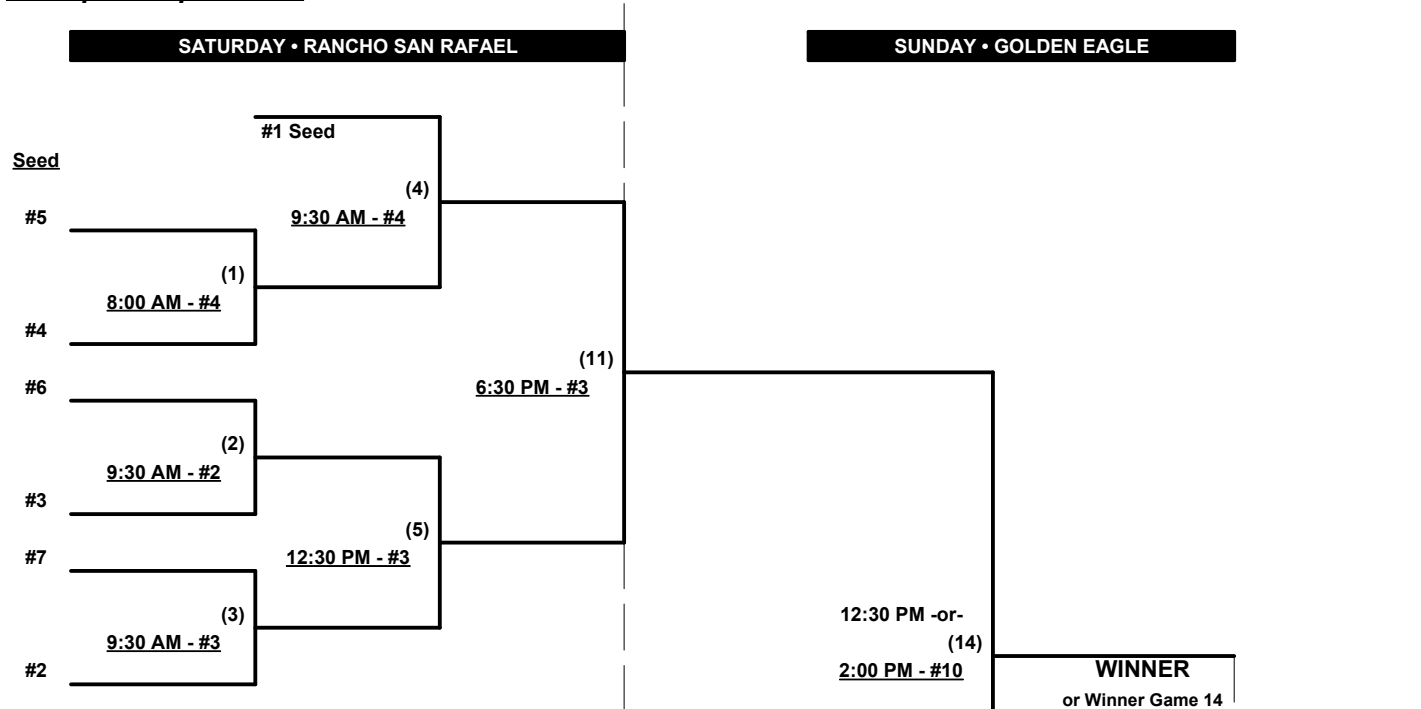 SATURDAY • RANCHO SAN RAFAEL
SUNDAY • GOLDEN EAGLE
#1 Seed
Seed
(4)
#5
9:30 AM - #4
(1)
8:00 AM - #4
#4
(11)
#6
6:30 PM - #3
(2)
9:30 AM - #2
#3
(5)
#7
12:30 PM - #3
(3)
12:30 PM -or-
9:30 AM - #3
(14)
#2
2:00 PM - #10
WINNER
or Winner Game 14